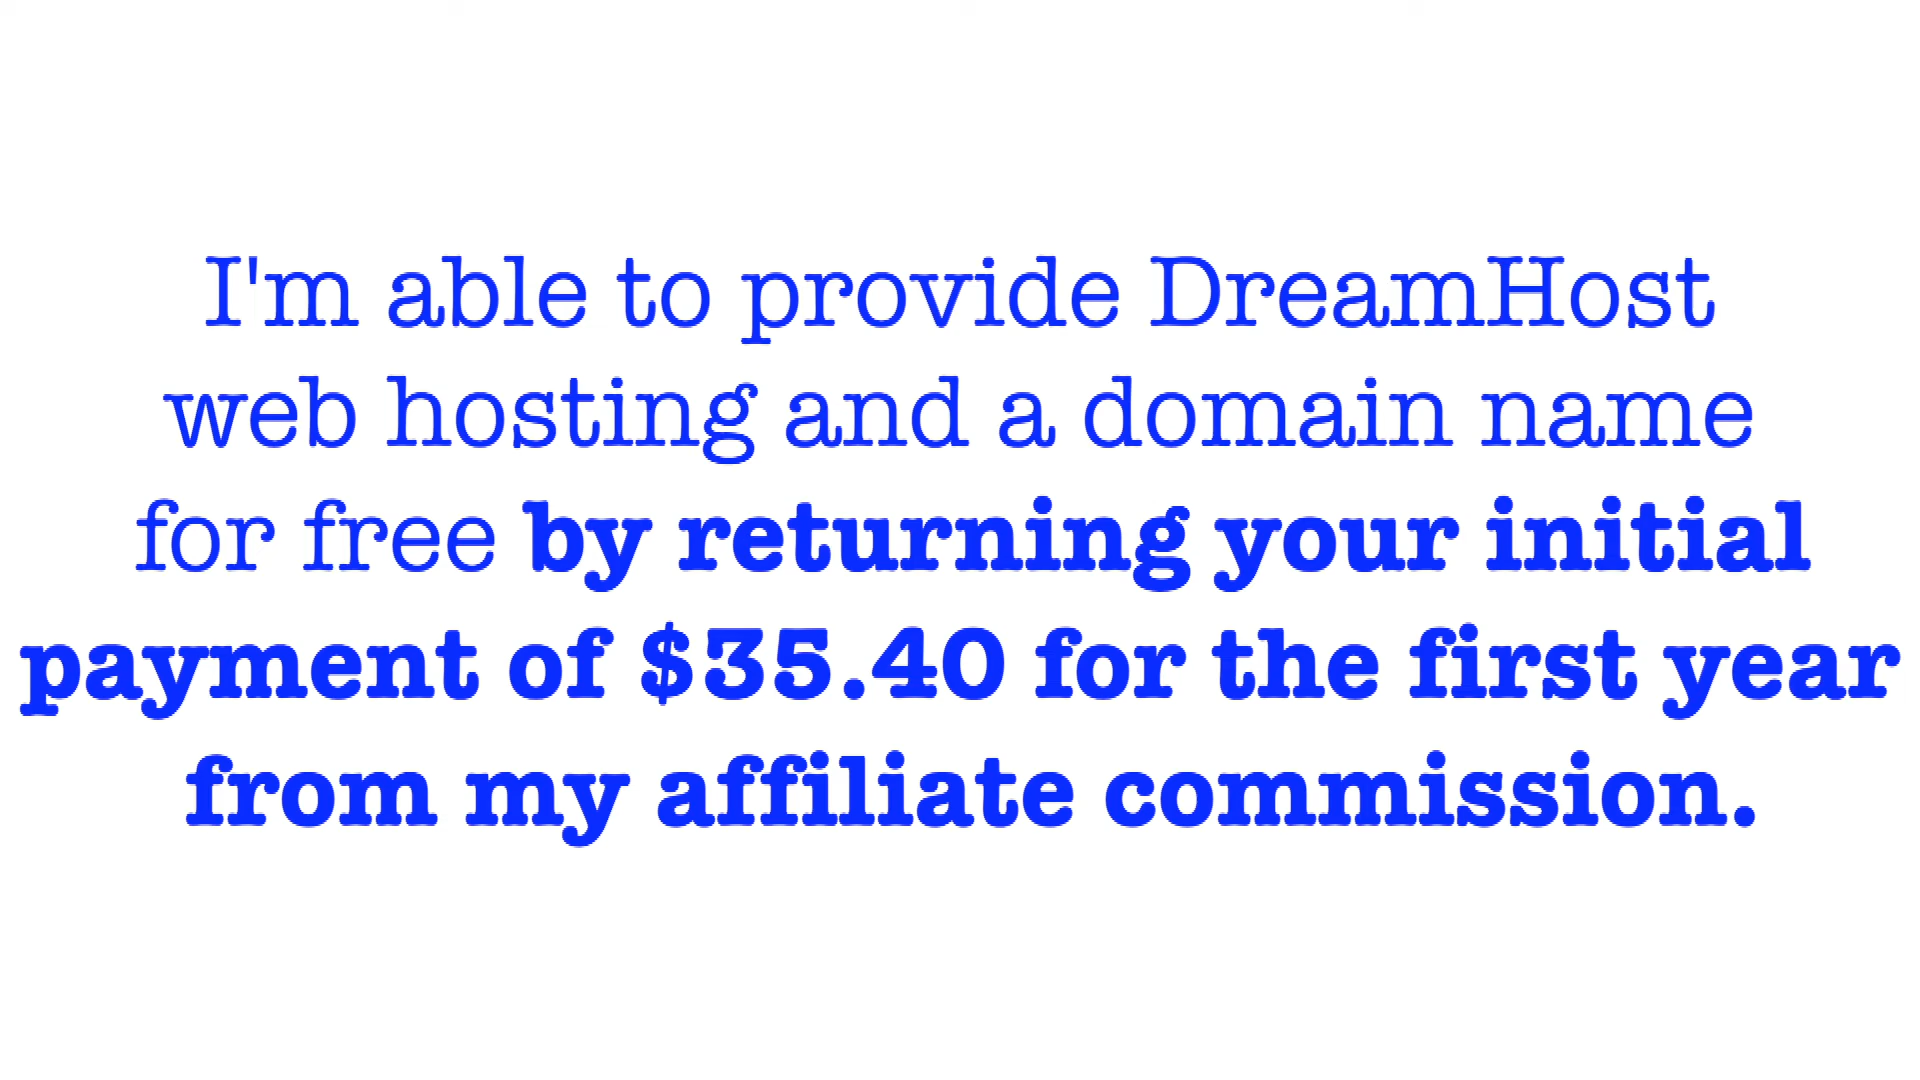 I'm able to provide DreamHost
web hosting and a domain name
for free by returning your initial
payment of $35.40 for the first year
from my affiliate commission.